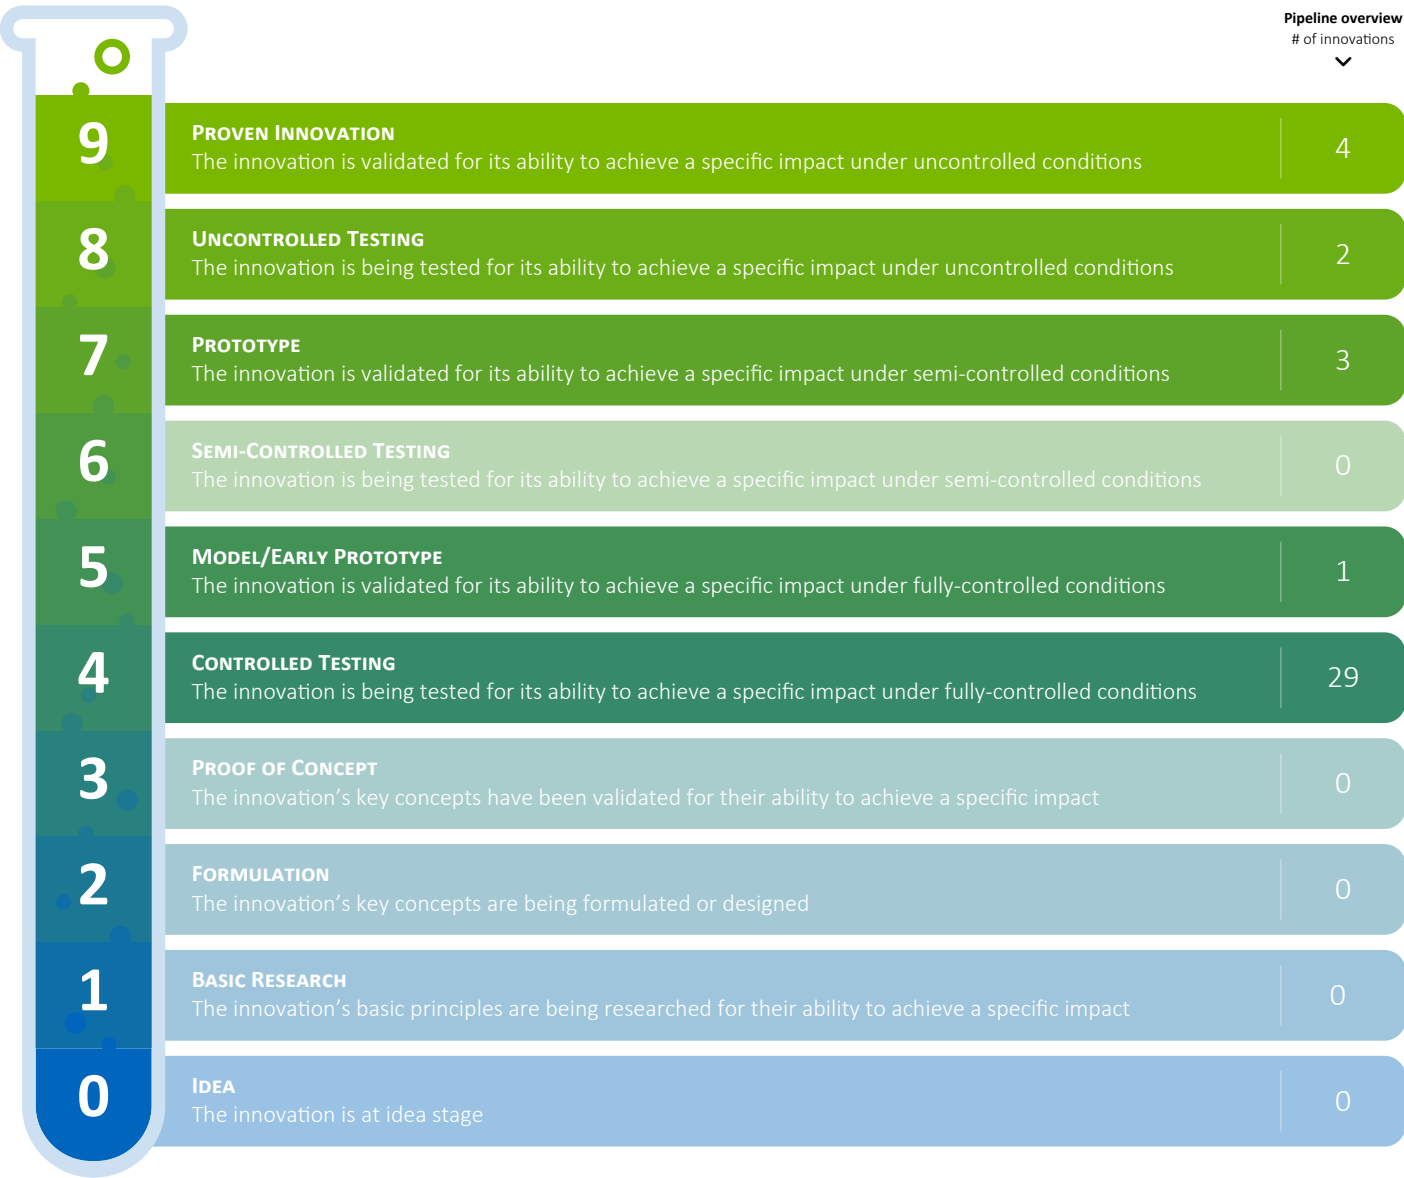 Pipeline overview
# of innovations
9
PROVEN INNOVATION
The innovation is validated for its ability to achieve a specific impact under uncontrolled conditions
4
8
UNCONTROLLED TESTING
The innovation is being tested for its ability to achieve a specific impact under uncontrolled conditions
2
7
PROTOTYPE
The innovation is validated for its ability to achieve a specific impact under semi-controlled conditions
3
6
SEMI-CONTROLLED TESTING
The innovation is being tested for its ability to achieve a specific impact under semi-controlled conditions
0
5
MODEL/EARLY PROTOTYPE
The innovation is validated for its ability to achieve a specific impact under fully-controlled conditions
1
4
CONTROLLED TESTING
The innovation is being tested for its ability to achieve a specific impact under fully-controlled conditions
29
3
PROOF OF CONCEPT
The innovation's key concepts have been validated for their ability to achieve a specific impact
0
2
FORMULATION
The innovation's key concepts are being formulated or designed
0
1
BASIC RESEARCH
The innovation's basic principles are being researched for their ability to achieve a specific impact
0
0
IDEA
The innovation is at idea stage
0